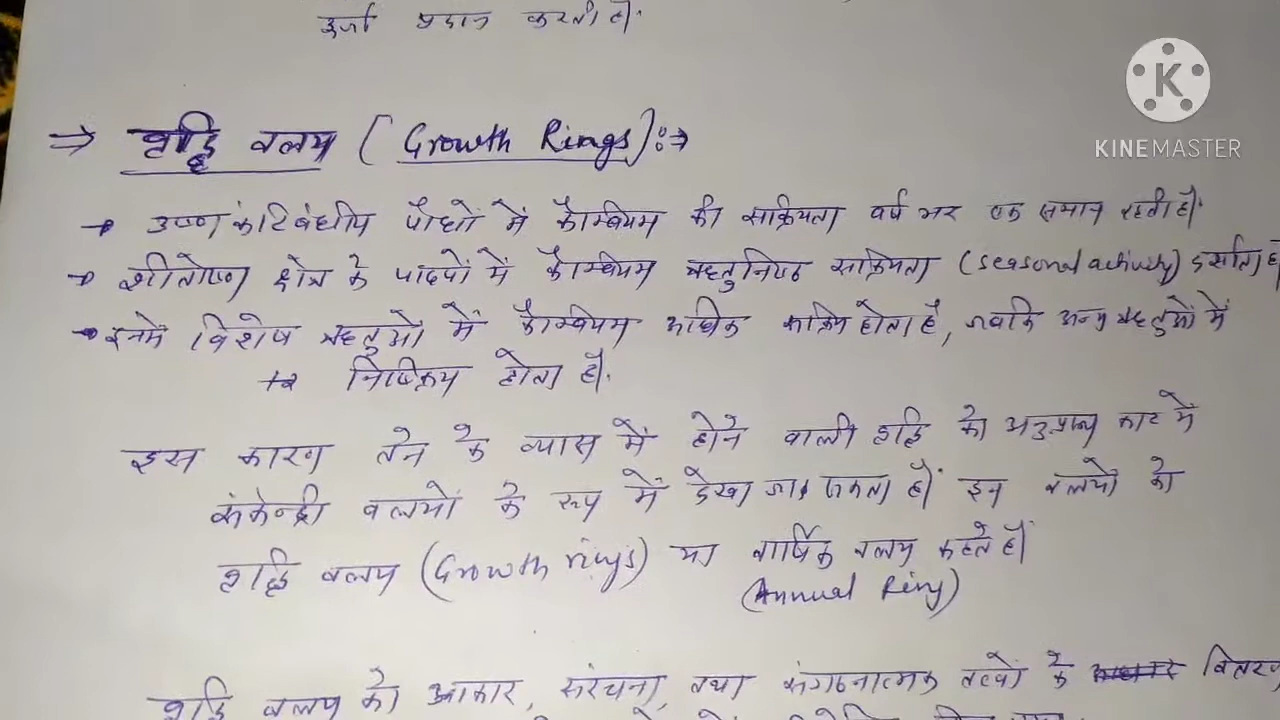 ऊर्जा प्रदान करती है।
K
KINEMASTER
⇒ वृद्धि वलय (Growth Rings):→
→ उष्ण कटिबंधीय पौधों में कैम्बियम की सक्रियता वर्ष भर एक समान रहती है।
→ शीतोष्ण क्षेत्र के पादपों में कैम्बियम ऋतुनिष्ठ सक्रियता (seasonal activity) दर्शाता है
→ इनमें विशेष ऋतुओं में कैम्बियम अधिक सक्रिय होता है, जबकि अन्य ऋतुओं में
निष्क्रिय होता है।
इस कारण तने के व्यास में होने वाली वृद्धि को अनुप्रस्थ काट में
संकेन्द्री वलयों के रूप में देखा जा सकता है। इन वलयों को
वृद्धि वलय (Growth rings) या वार्षिक वलय कहते है।
(Annual Ring)
वृद्धि वलय की आकार, संरचना, तथा संगठनात्मक तत्वों के वितरण